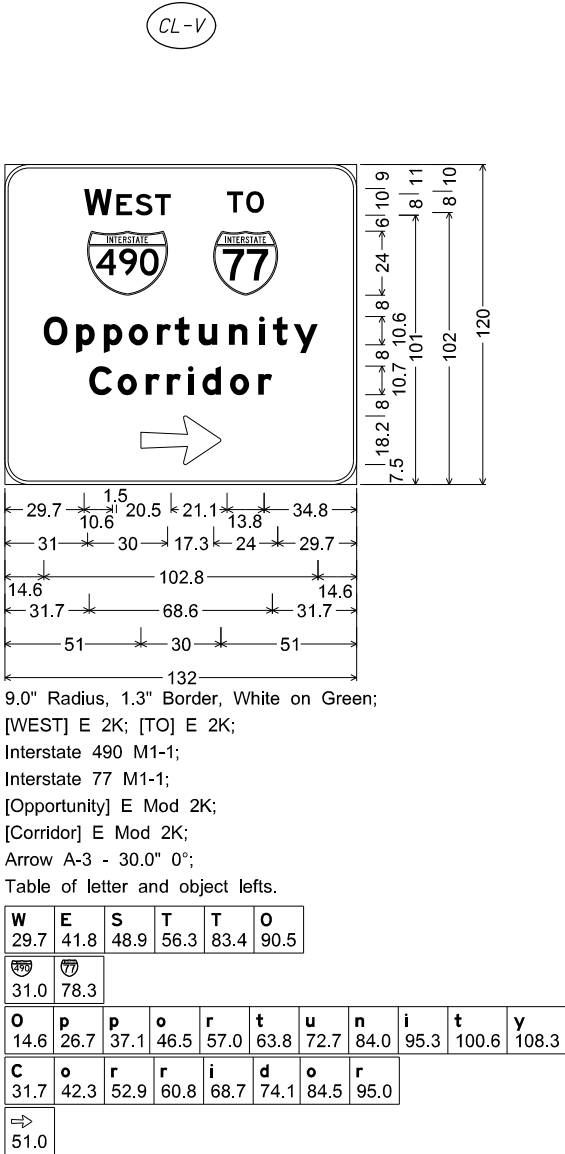 CL-V
WEST TO
INTERSTATE INTERSTATE
490 77
Opportunity
Corridor
9
10
6
24
8
10.6
8
10.7
8
18.2
7.5
11
8
101
10
8
102
120
29.7 10.6 1.5 20.5 21.1 13.8 34.8
31 30 17.3 24 29.7
14.6 102.8 14.6
31.7 68.6 31.7
51 30 51
132
9.0" Radius, 1.3" Border, White on Green;
[WEST] E 2K; [TO] E 2K;
Interstate 490 M1-1;
Interstate 77 M1-1;
[Opportunity] E Mod 2K;
[Corridor] E Mod 2K;
Arrow A-3 - 30.0" 0°;
Table of letter and object lefts.
W E S T T O
29.7 41.8 48.9 56.3 83.4 90.5
490 77
31.0 78.3
O p p o r t u n i t y
14.6 26.7 37.1 46.5 57.0 63.8 72.7 84.0 95.3 100.6 108.3
C o r r i d o r
31.7 42.3 52.9 60.8 68.7 74.1 84.5 95.0
51.0